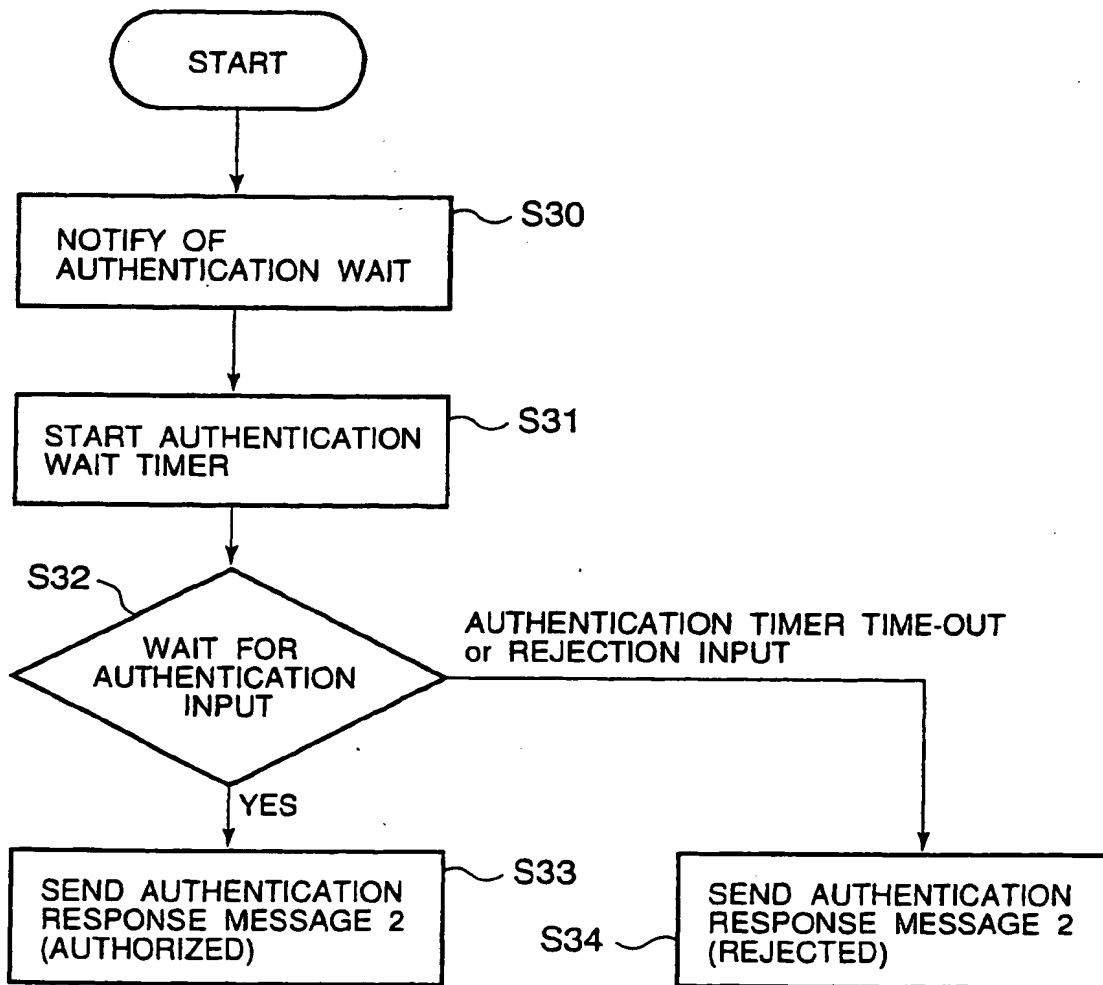 START
S30
NOTIFY OF
AUTHENTICATION WAIT
S31
START AUTHENTICATION
WAIT TIMER
S32
WAIT FOR
AUTHENTICATION
INPUT
AUTHENTICATION TIMER TIME-OUT
or REJECTION INPUT
YES
S33
SEND AUTHENTICATION
RESPONSE MESSAGE 2
(AUTHORIZED)
S34
SEND AUTHENTICATION
RESPONSE MESSAGE 2
(REJECTED)